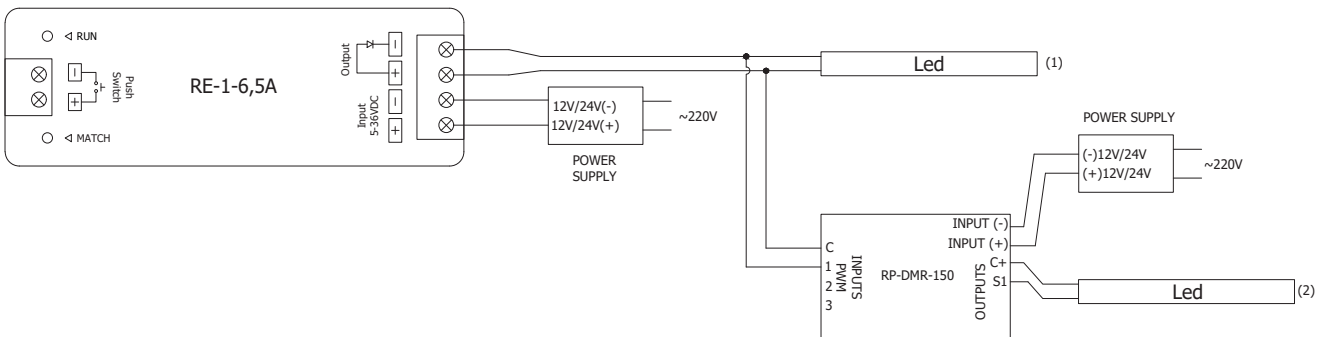 RUN
Push
Switch
-
+
MATCH
RE-1-6,5A
Output
-
+
Input
5-36VDC
-
+
12V/24V(-)
12V/24V(+)
~220V
POWER
SUPPLY
Led
(1)
POWER SUPPLY
(-)12V/24V
(+)12V/24V
~220V
INPUT (-)
INPUT (+)
C
1
2
3
INPUTS
PWM
RP-DMR-150
OUTPUTS
C+
S1
Led
(2)